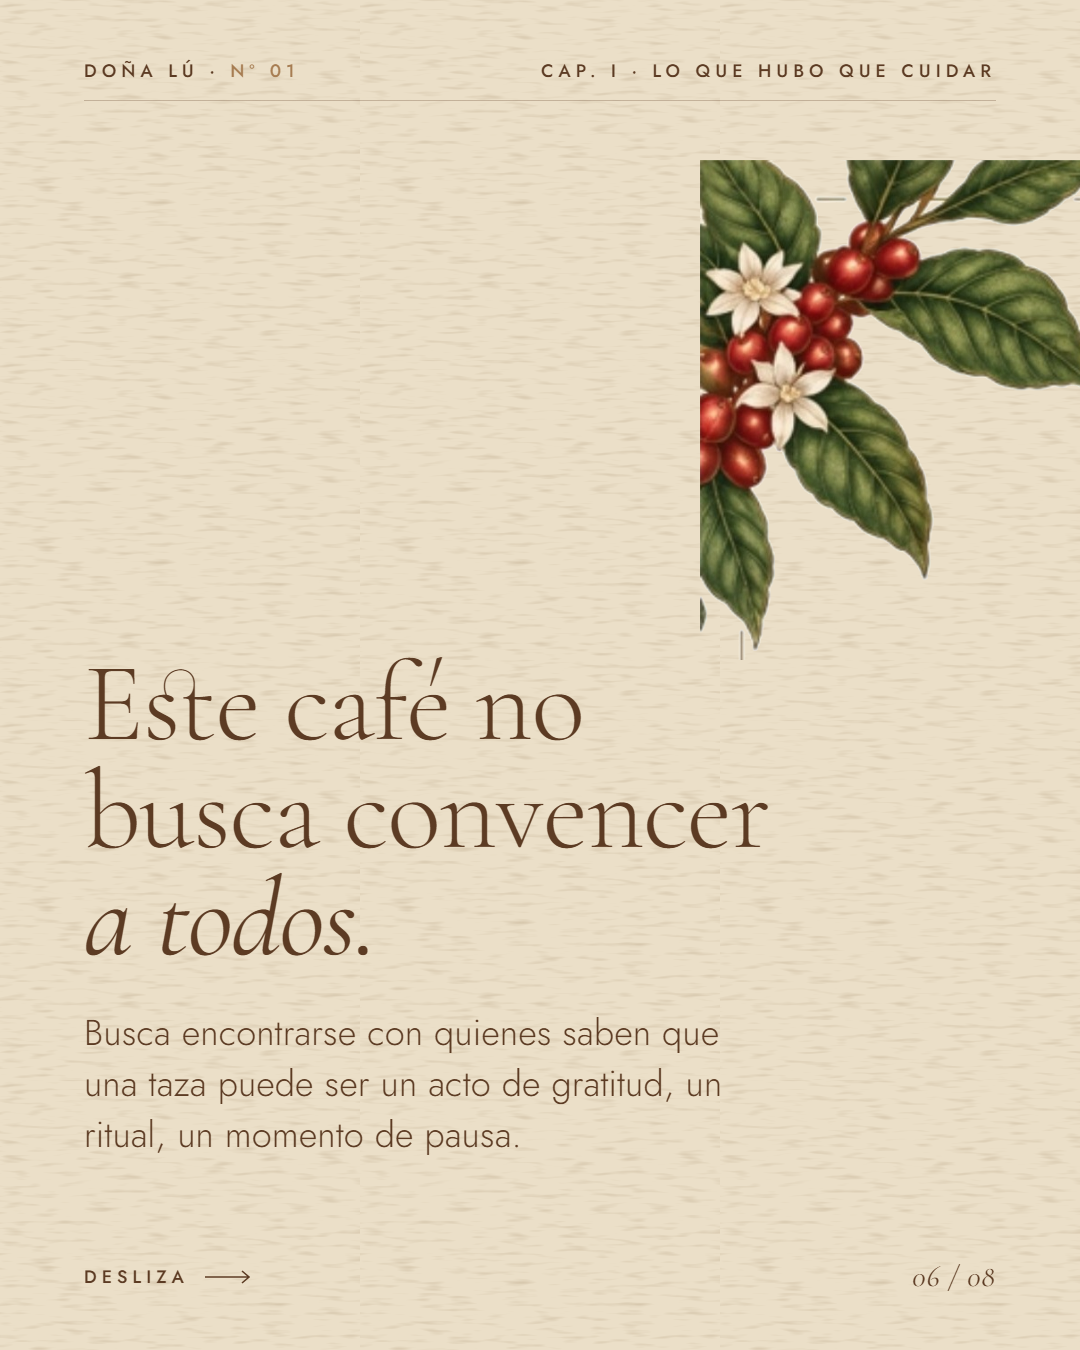 DOÑA LÚ · N° 01
CAP. I · LO QUE HUBO QUE CUIDAR
Este café no
busca convencer
a todos.
Busca encontrarse con quienes saben que
una taza puede ser un acto de gratitud, un
ritual, un momento de pausa.
DESLIZA →
06 / 08